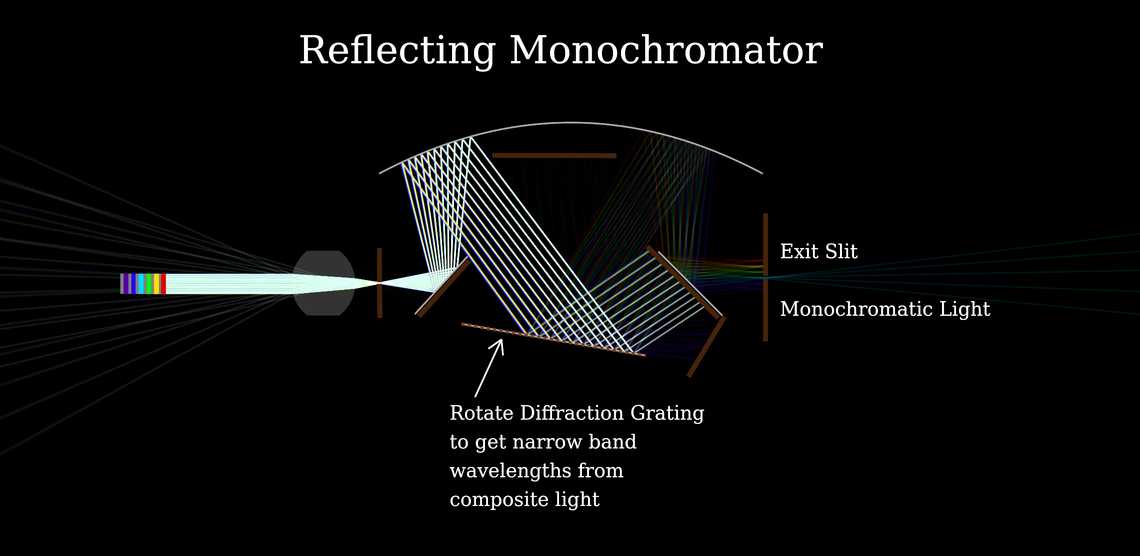 Reflecting Monochromator
Exit Slit
Monochromatic Light
Rotate Diffraction Grating
to get narrow band
wavelengths from
composite light